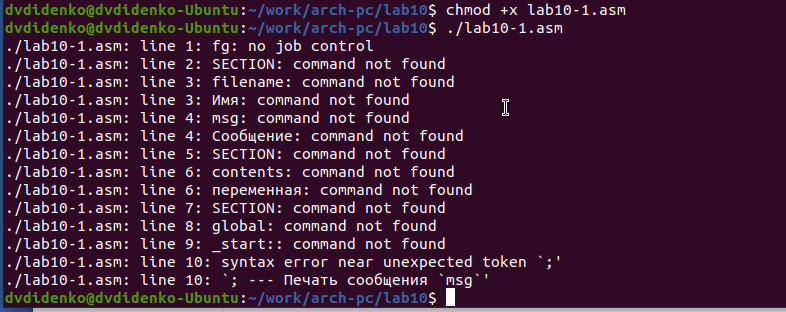 dvdidenko@dvdidenko-Ubuntu:~/work/arch-pc/lab10$ chmod +x lab10-1.asm
dvdidenko@dvdidenko-Ubuntu:~/work/arch-pc/lab10$ ./lab10-1.asm
./lab10-1.asm: line 1: fg: no job control
./lab10-1.asm: line 2: SECTION: command not found
./lab10-1.asm: line 3: filename: command not found
./lab10-1.asm: line 3: Имя: command not found
./lab10-1.asm: line 4: msg: command not found
./lab10-1.asm: line 4: Сообщение: command not found
./lab10-1.asm: line 5: SECTION: command not found
./lab10-1.asm: line 6: contents: command not found
./lab10-1.asm: line 6: переменная: command not found
./lab10-1.asm: line 7: SECTION: command not found
./lab10-1.asm: line 8: global: command not found
./lab10-1.asm: line 9: _start:: command not found
./lab10-1.asm: line 10: syntax error near unexpected token `;'
./lab10-1.asm: line 10: `; --- Печать сообщения `msg`'
dvdidenko@dvdidenko-Ubuntu:~/work/arch-pc/lab10$